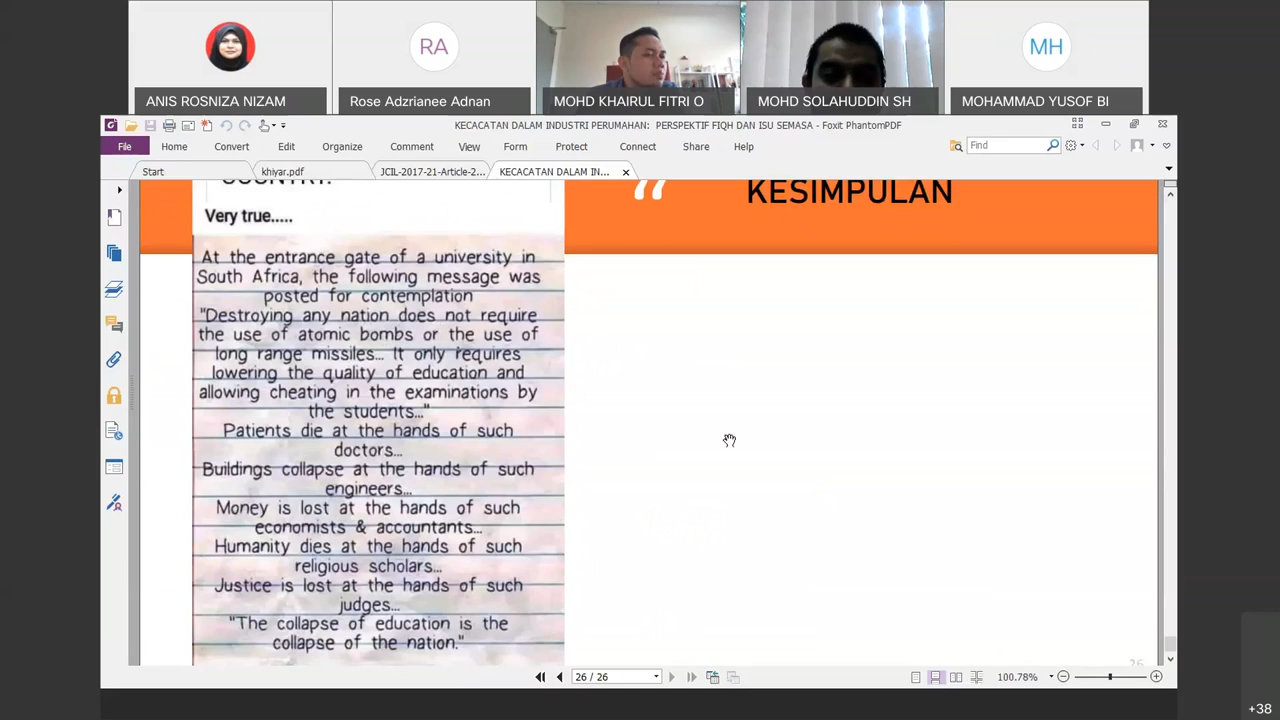 RA
MH
ANIS ROSNIZA NIZAM
Rose Adzrianee Adnan
MOHD KHAIRUL FITRI O
MOHD SOLAHUDDIN SH
MOHAMMAD YUSOF BI
KECACATAN DALAM INDUSTRI PERUMAHAN: PERSPEKTIF FIQH DAN ISU SEMASA - Foxit PhantomPDF
File Home Convert Edit Organize Comment View Form Protect Connect Share Help
Find
Start
khiyar.pdf
JCIL-2017-21-Article-2...
KECACATAN DALAM IN...
COUNTRY.
Very true.....
At the entrance gate of a university in
South Africa, the following message was
posted for contemplation
"Destroying any nation does not require
the use of atomic bombs or the use of
long range missiles... It only requires
lowering the quality of education and
allowing cheating in the examinations by
the students..."
Patients die at the hands of such
doctors...
Buildings collapse at the hands of such
engineers...
Money is lost at the hands of such
economists & accountants...
Humanity dies at the hands of such
religious scholars...
Justice is lost at the hands of such
judges...
"The collapse of education is the
collapse of the nation."
KESIMPULAN
26
26 / 26
100.78%
+38